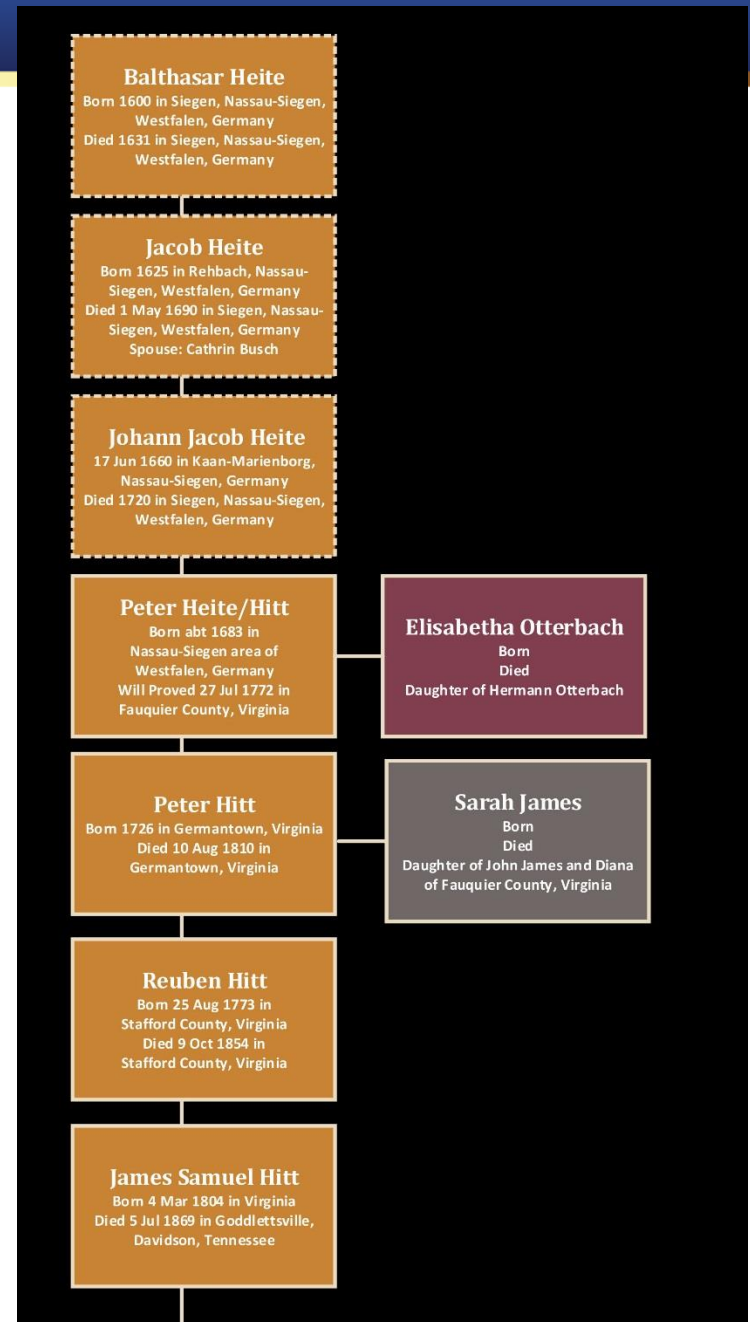 Balthasar Heite
Born 1600 in Siegen, Nassau-Siegen,
Westfalen, Germany
Died 1631 in Siegen, Nassau-Siegen,
Westfalen, Germany
Jacob Heite
Born 1625 in Rehbach, Nassau-
Siegen, Westfalen, Germany
Died 1 May 1690 in Siegen, Nassau-
Siegen, Westfalen, Germany
Spouse: Cathrin Busch
Johann Jacob Heite
17 Jun 1660 in Kaan-Marienborg,
Nassau-Siegen, Germany
Died 1720 in Siegen, Nassau-Siegen,
Westfalen, Germany
Peter Heite/Hitt
Born abt 1683 in
Nassau-Siegen area of
Westfalen, Germany
Will Proved 27 Jul 1772 in
Fauquier County, Virginia
Elisabetha Otterbach
Born
Died
Daughter of Hermann Otterbach
Peter Hitt
Born 1726 in Germantown, Virginia
Died 10 Aug 1810 in
Germantown, Virginia
Sarah James
Born
Died
Daughter of John James and Diana
of Fauquier County, Virginia
Reuben Hitt
Born 25 Aug 1773 in
Stafford County, Virginia
Died 9 Oct 1854 in
Stafford County, Virginia
James Samuel Hitt
Born 4 Mar 1804 in Virginia
Died 5 Jul 1869 in Goddlettsville,
Davidson, Tennessee